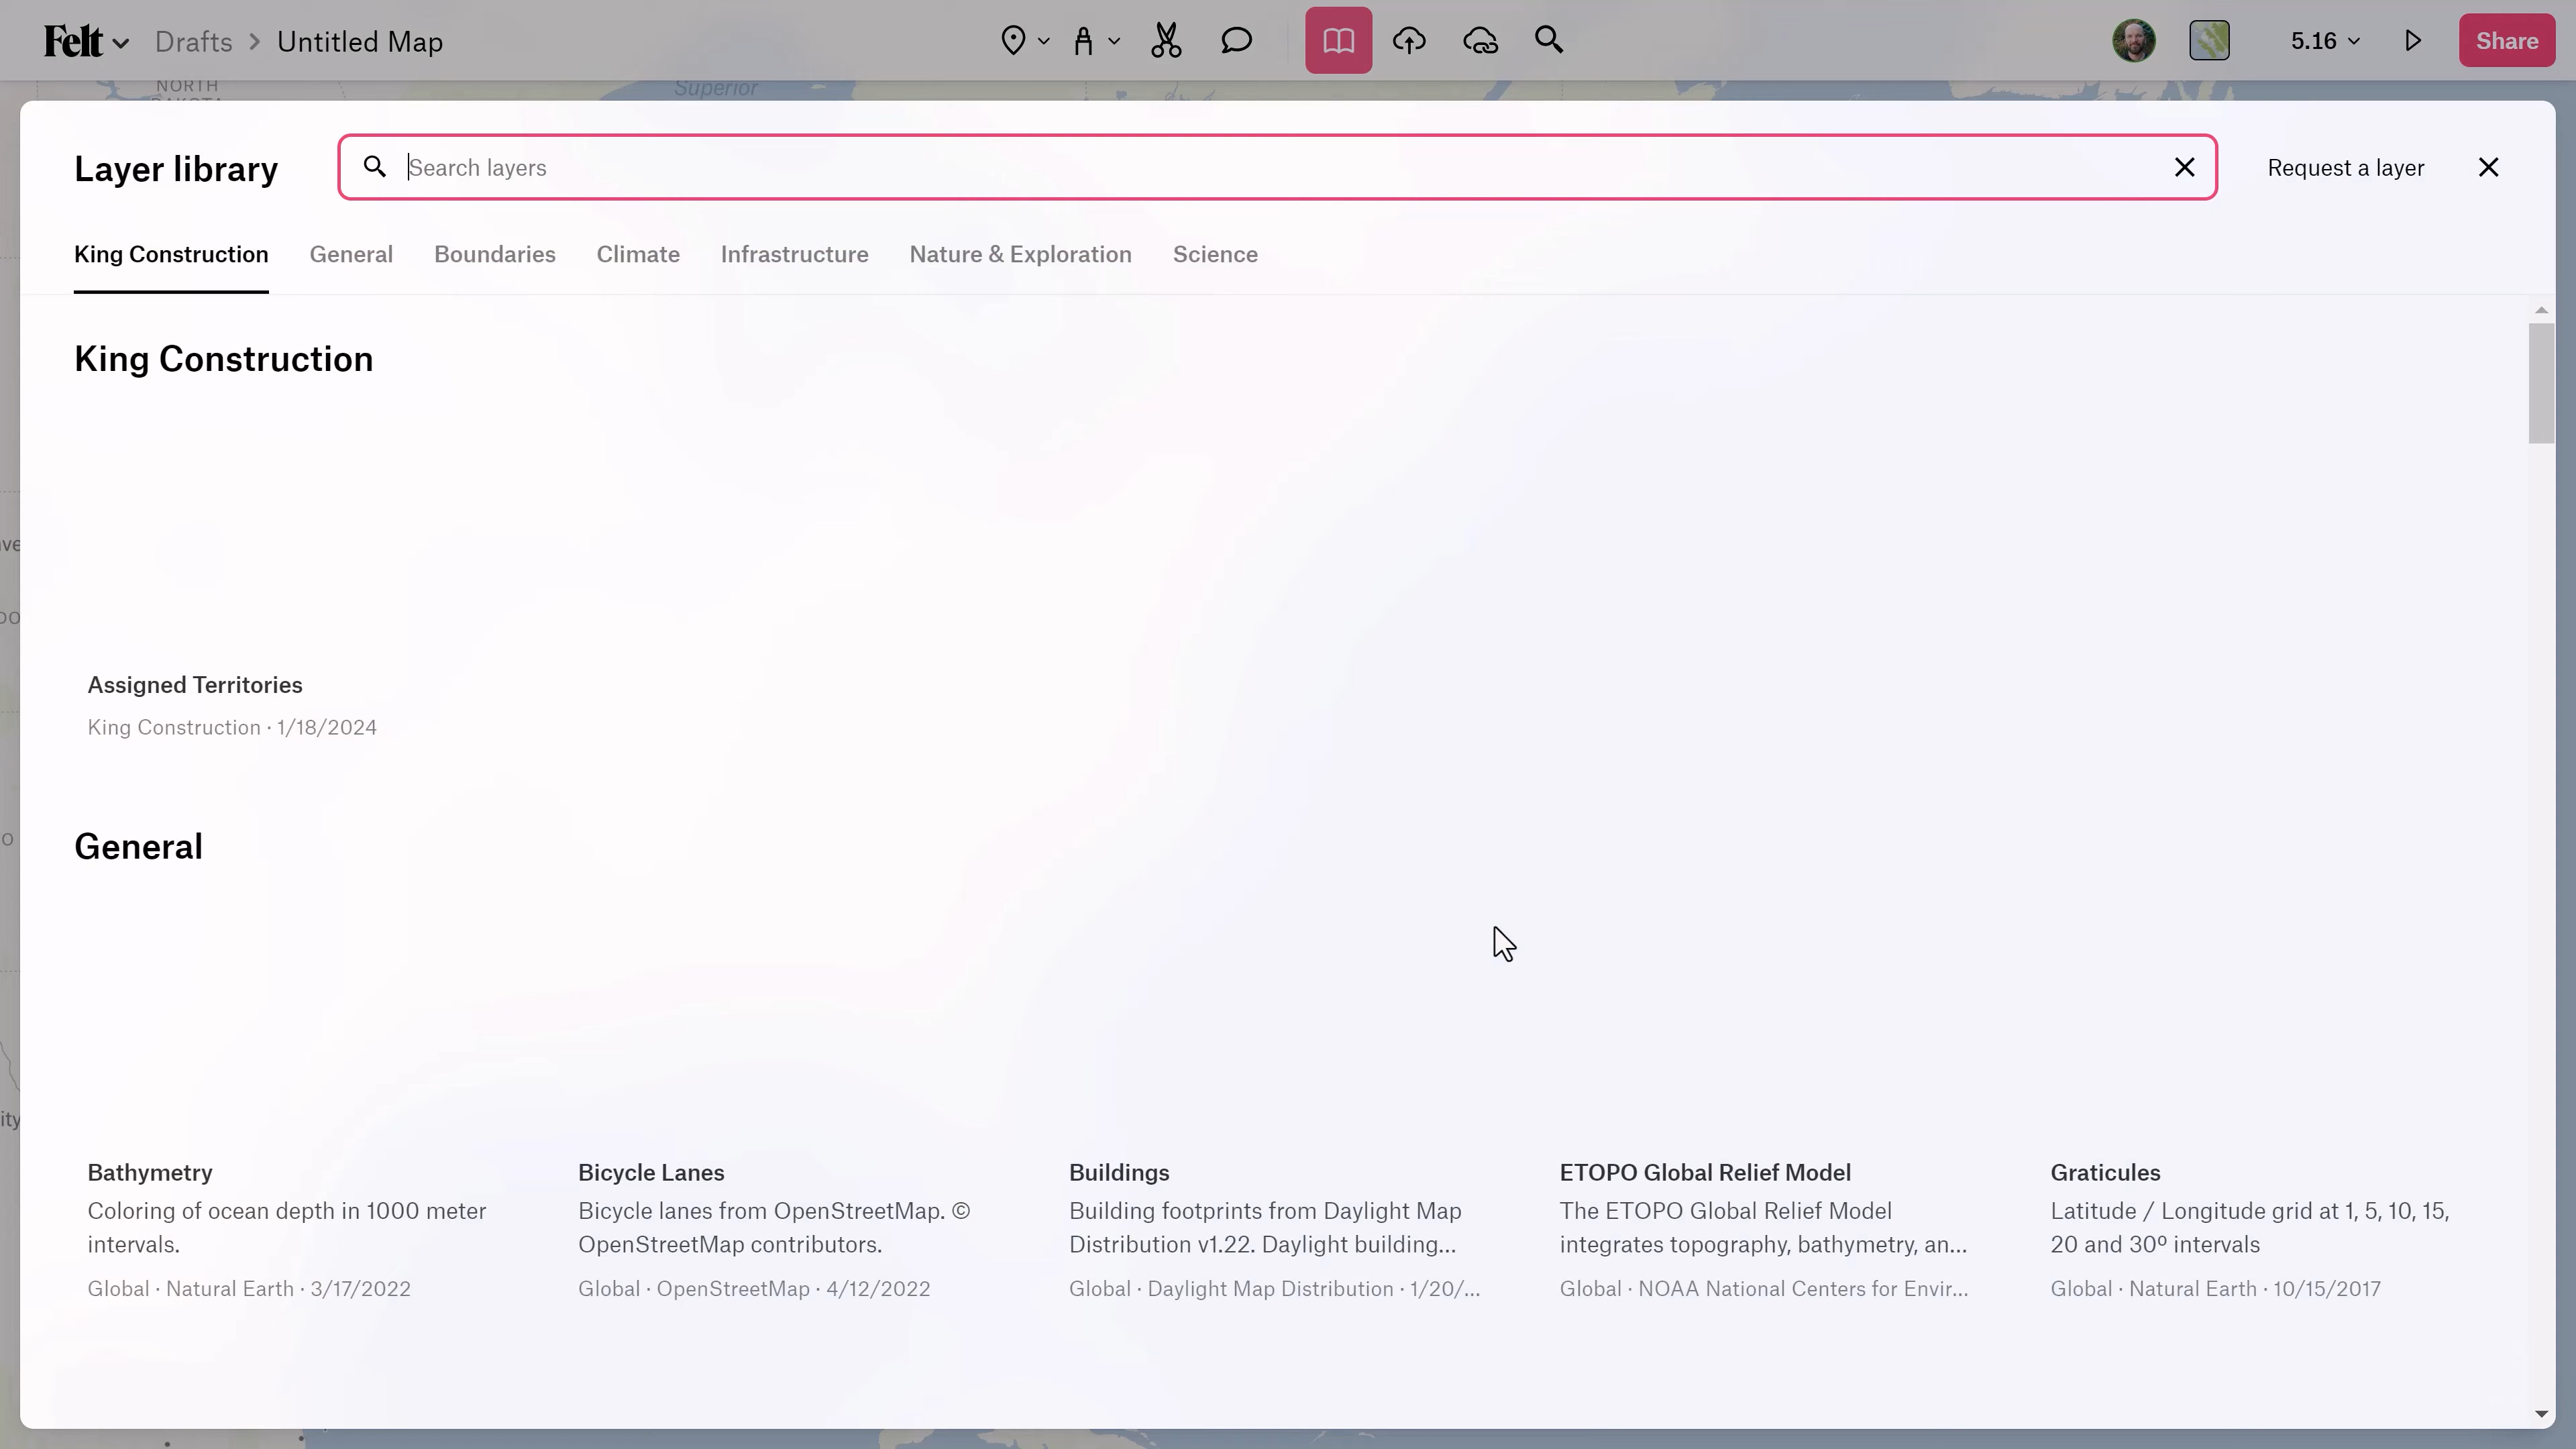 Felt Drafts > Untitled Map
5.16
Share
NORTH
Superior
Layer library
Search layers
Request a layer
King Construction General Boundaries Climate Infrastructure Nature & Exploration Science
King Construction
Assigned Territories
King Construction · 1/18/2024
General
Bathymetry
Coloring of ocean depth in 1000 meter
intervals.
Global · Natural Earth · 3/17/2022
Bicycle Lanes
Bicycle lanes from OpenStreetMap. ©
OpenStreetMap contributors.
Global · OpenStreetMap · 4/12/2022
Buildings
Building footprints from Daylight Map
Distribution v1.22. Daylight building...
Global · Daylight Map Distribution · 1/20/...
ETOPO Global Relief Model
The ETOPO Global Relief Model
integrates topography, bathymetry, an...
Global · NOAA National Centers for Envir...
Graticules
Latitude / Longitude grid at 1, 5, 10, 15,
20 and 30º intervals
Global · Natural Earth · 10/15/2017